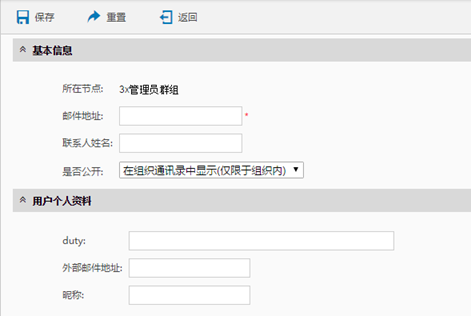 保存 重置 返回
基本信息
所在节点: 3x管理员群组
邮件地址: *
联系人姓名:
是否公开: 在组织通讯录中显示(仅限于组织内)
用户个人资料
duty:
外部邮件地址:
昵称: